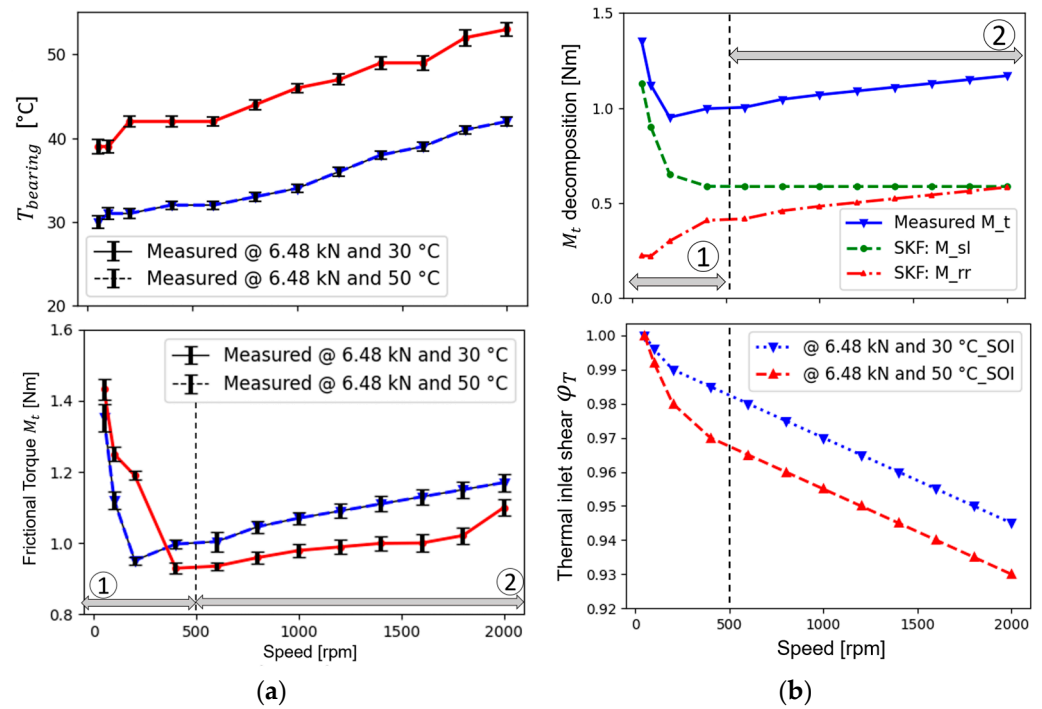 T_bearing [°C]
50
40
30
20
Measured @ 6.48 kN and 30 °C
Measured @ 6.48 kN and 50 °C
Frictional Torque M_t [Nm]
1.6
1.4
1.2
1.0
0.8
Measured @ 6.48 kN and 30 °C
Measured @ 6.48 kN and 50 °C
1
2
0
500
1000
1500
2000
Speed [rpm]
(a)
M_t decomposition [Nm]
1.5
1.0
0.5
0.0
2
1
Measured M_t
SKF: M_sl
SKF: M_rr
Thermal inlet shear φ_T
1.00
0.99
0.98
0.97
0.96
0.95
0.94
0.93
0.92
@ 6.48 kN and 30 °C_SOI
@ 6.48 kN and 50 °C_SOI
0
500
1000
1500
2000
Speed [rpm]
(b)